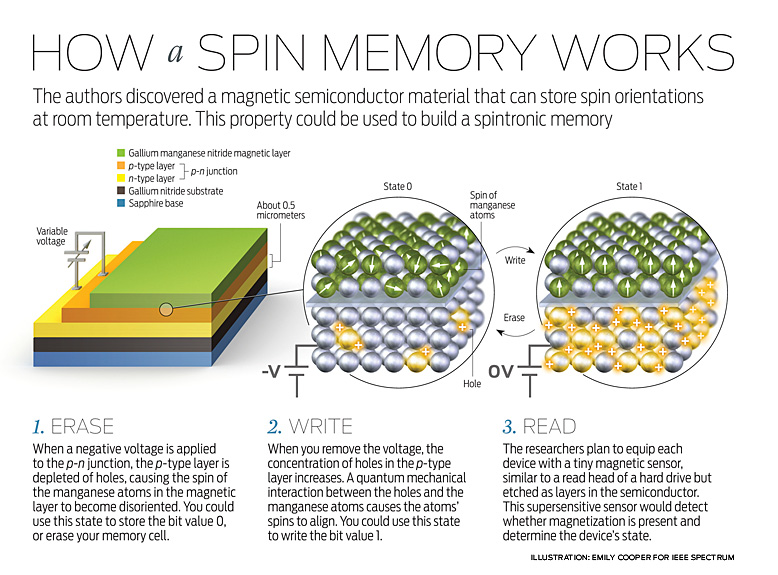 HOW a SPIN MEMORY WORKS
The authors discovered a magnetic semiconductor material that can store spin orientations
at room temperature. This property could be used to build a spintronic memory
Gallium manganese nitride magnetic layer
p-type layer
n-type layer
p-n junction
Gallium nitride substrate
Sapphire base
Variable
voltage
About 0.5
micrometers
State 0
Spin of
manganese
atoms
State 1
Write
Erase
-V
Hole
0V
1. ERASE
When a negative voltage is applied
to the p-n junction, the p-type layer is
depleted of holes, causing the spin of
the manganese atoms in the magnetic
layer to become disoriented. You could
use this state to store the bit value 0,
or erase your memory cell.
2. WRITE
When you remove the voltage, the
concentration of holes in the p-type
layer increases. A quantum mechanical
interaction between the holes and the
manganese atoms causes the atoms'
spins to align. You could use this state
to write the bit value 1.
3. READ
The researchers plan to equip each
device with a tiny magnetic sensor,
similar to a read head of a hard drive but
etched as layers in the semiconductor.
This supersensitive sensor would detect
whether magnetization is present and
determine the device's state.
ILLUSTRATION: EMILY COOPER FOR IEEE SPECTRUM